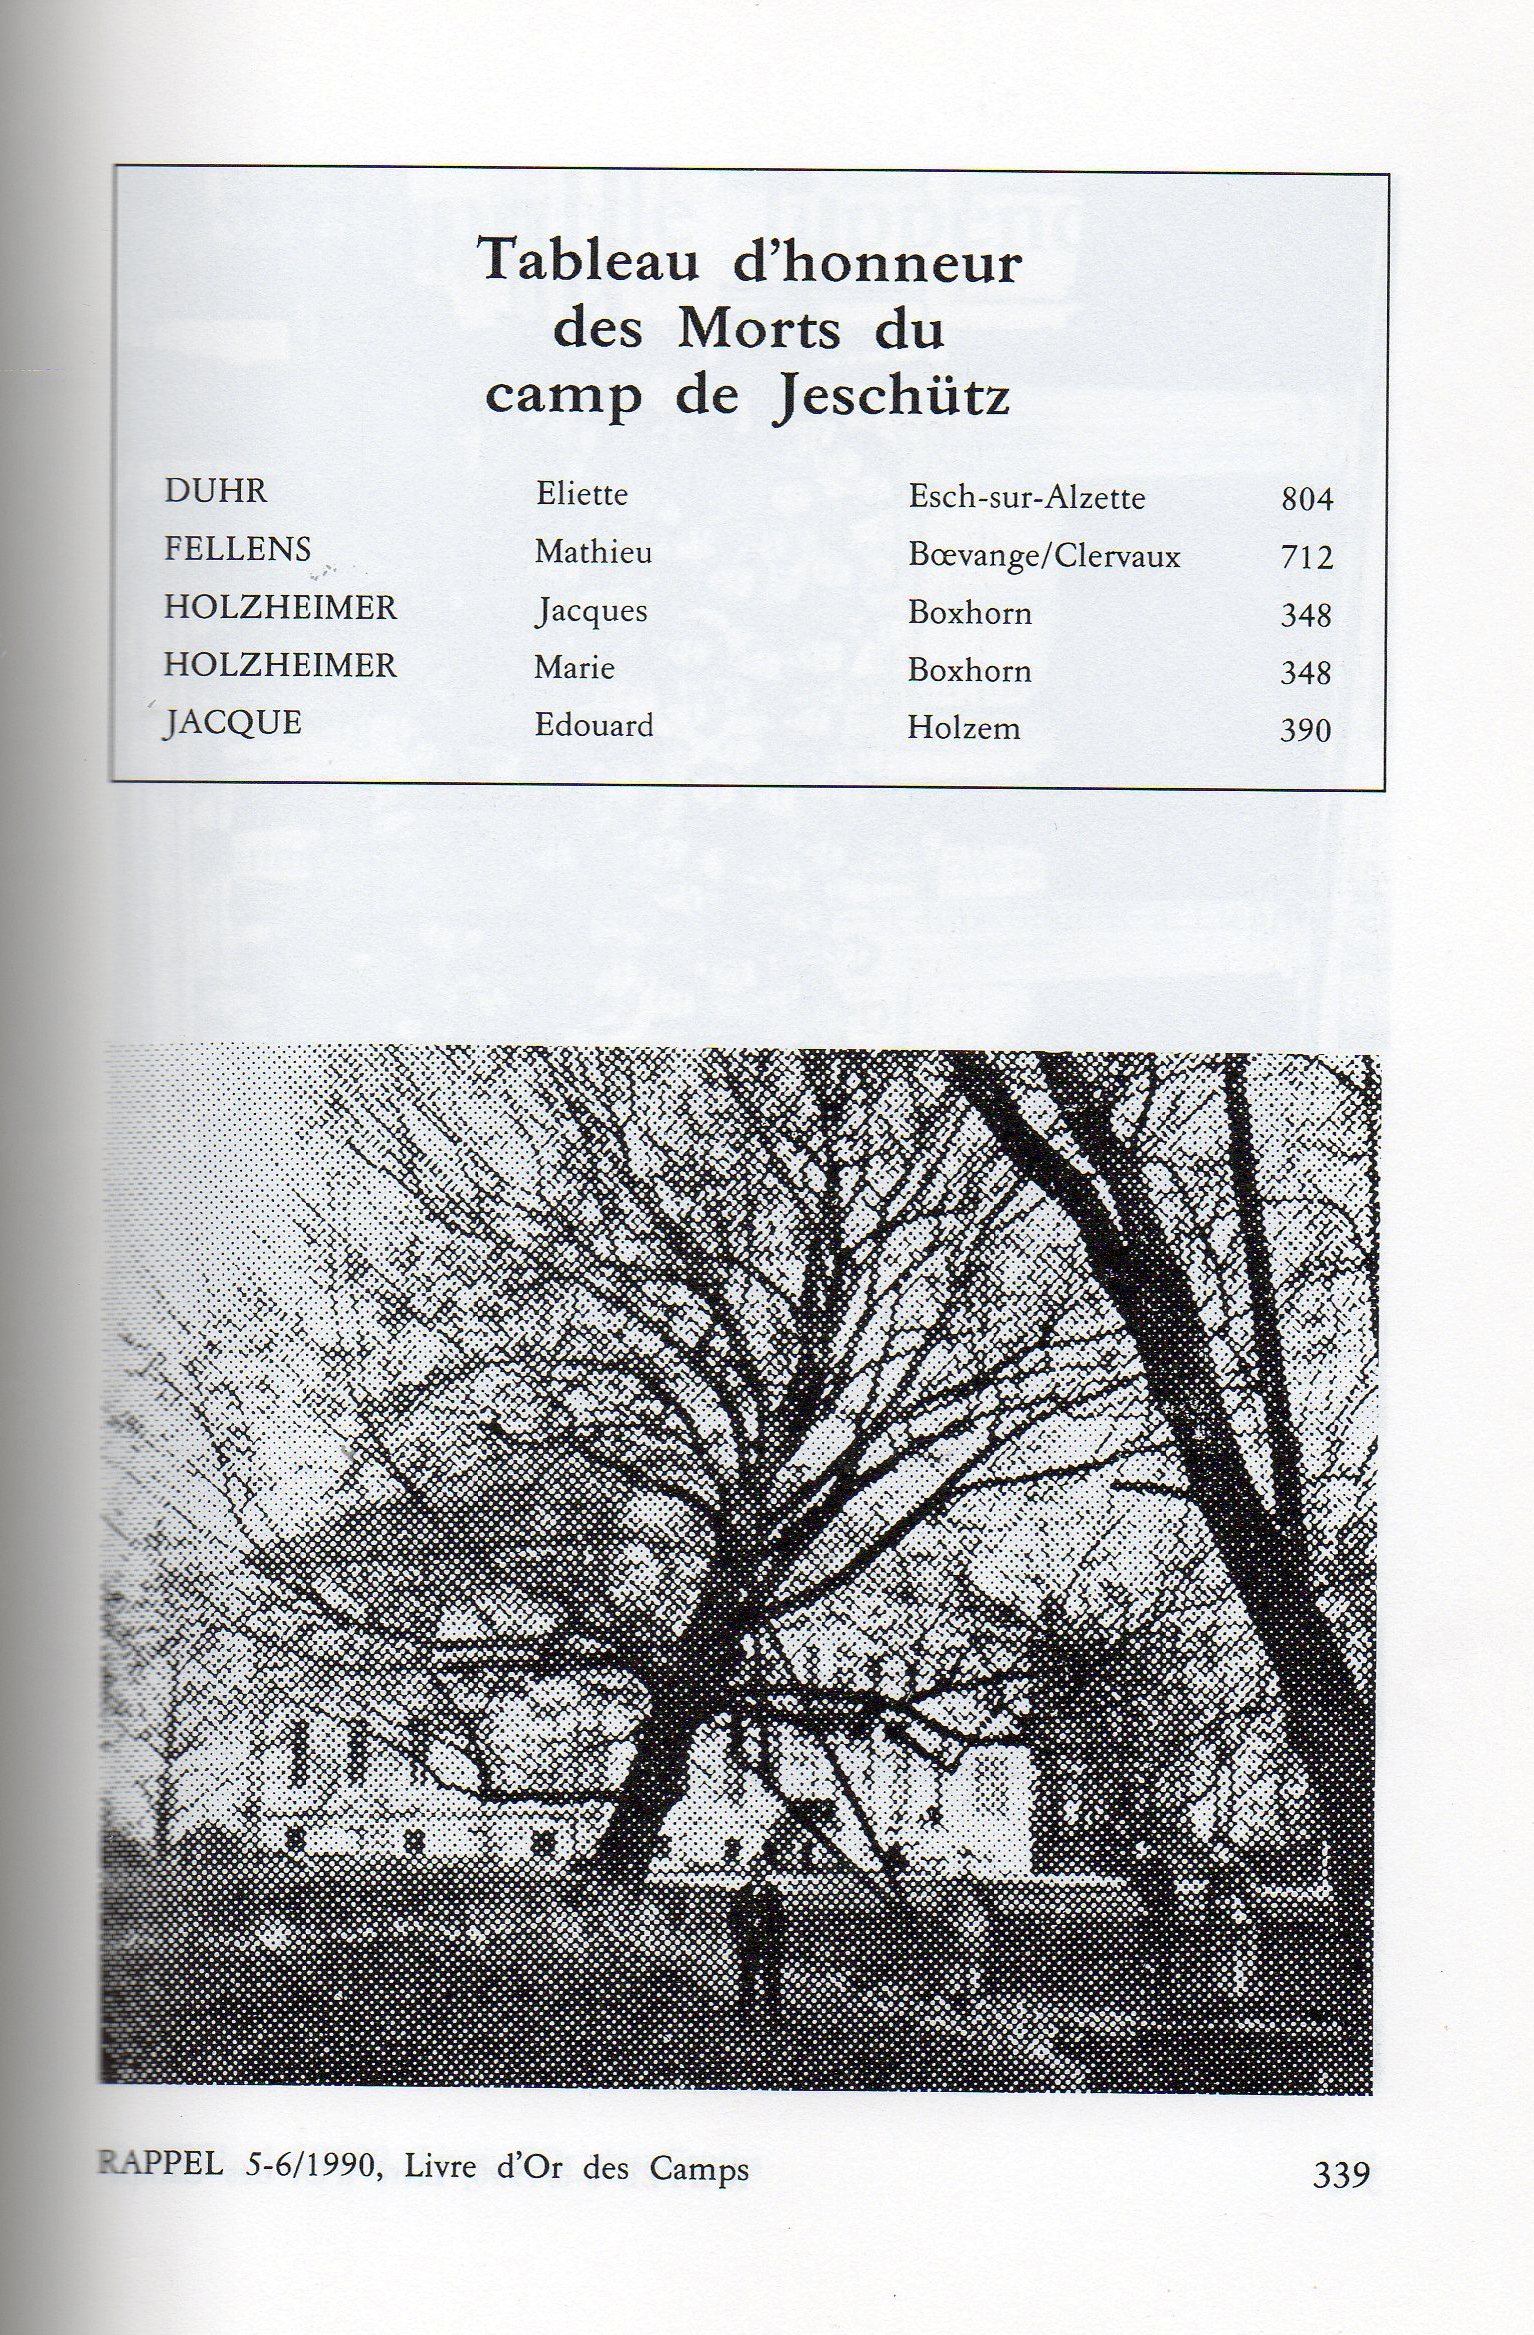 Tableau d'honneur
des Morts du
camp de Jeschütz
DUHR Eliette Esch-sur-Alzette 804
FELLENS Mathieu Bœvange/Clervaux 712
HOLZHEIMER Jacques Boxhorn 348
HOLZHEIMER Marie Boxhorn 348
JACQUE Edouard Holzem 390
RAPPEL 5-6/1990, Livre d'Or des Camps 339